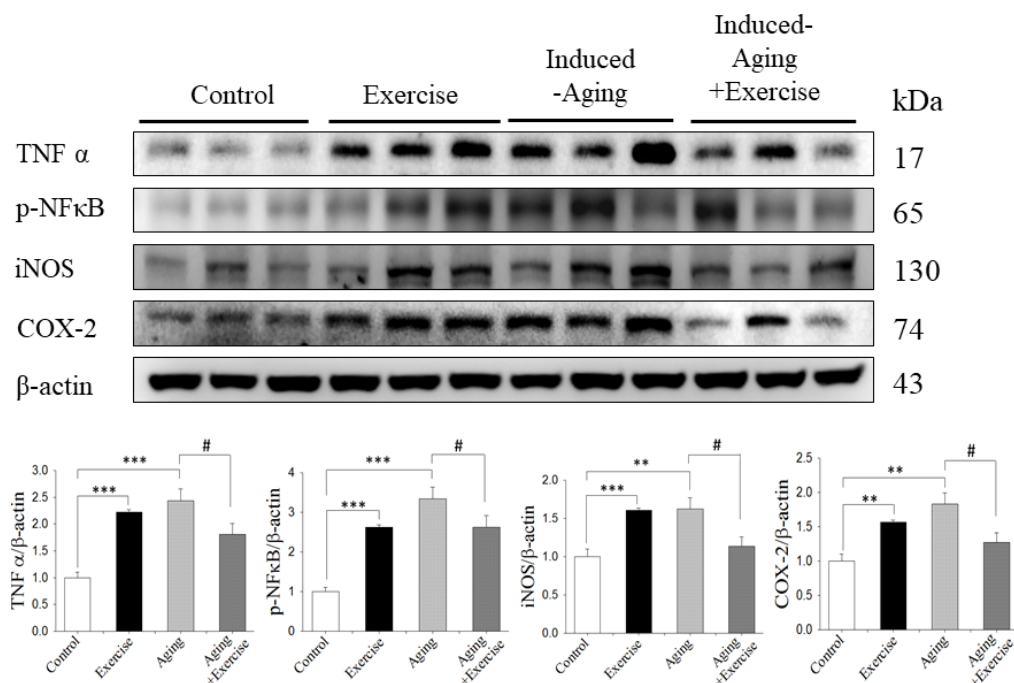 Control
Exercise
Induced
-Aging
Induced-
Aging
+Exercise
kDa
TNF α
17
p-NFκB
65
iNOS
130
COX-2
74
β-actin
43
TNF α/β-actin
3.0
2.5
2.0
1.5
1.0
0.5
0.0
***
***
#
Control
Exercise
Aging
Aging
+Exercise
p-NFκB/β-actin
4
3
2
1
0
***
***
#
Control
Exercise
Aging
Aging
+Exercise
iNOS/β-actin
2.0
1.5
1.0
0.5
0.0
***
**
#
Control
Exercise
Aging
Aging
+Exercise
COX-2/β-actin
2.5
2.0
1.5
1.0
0.5
0.0
**
**
#
Control
Exercise
Aging
Aging
+Exercise